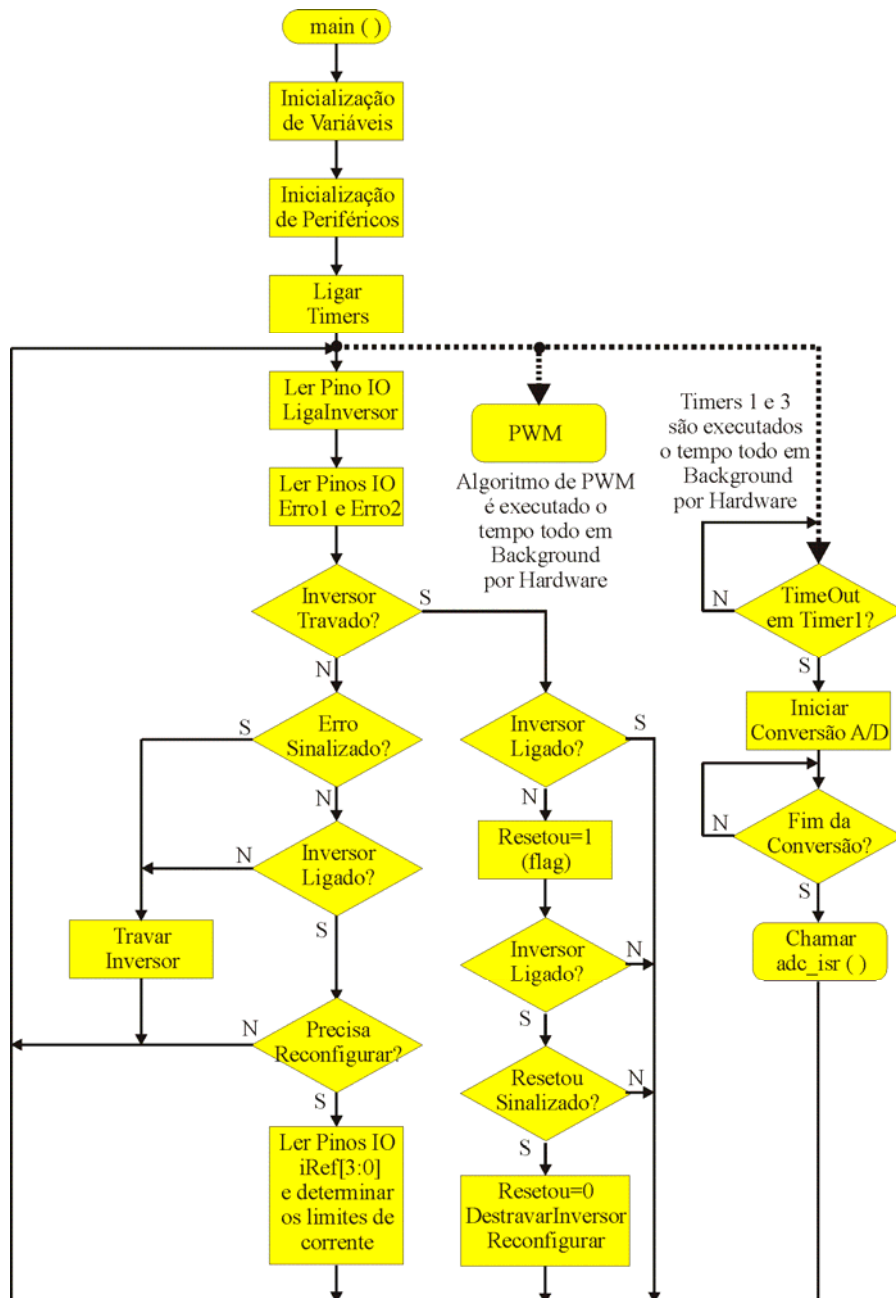 main ( )
Inicialização
de Variáveis
Inicialização
de Periféricos
Ligar
Timers
Ler Pino IO
LigaInversor
Ler Pinos IO
Erro1 e Erro2
Inversor
Travado?
S
N
Erro
Sinalizado?
S
N
Inversor
Ligado?
N
S
Travar
Inversor
Precisa
Reconfigurar?
N
S
Ler Pinos IO
iRef[3:0]
e determinar
os limites de
corrente
PWM
Algoritmo de PWM
é executado o
tempo todo em
Background
por Hardware
Inversor
Ligado?
S
N
Resetou=1
(flag)
Inversor
Ligado?
N
S
Resetou
Sinalizado?
N
S
Resetou=0
DestravarInversor
Reconfigurar
Timers 1 e 3
são executados
o tempo todo em
Background
por Hardware
TimeOut
em Timer1?
N
S
Iniciar
Conversão A/D
Fim da
Conversão?
N
S
Chamar
adc_isr ( )